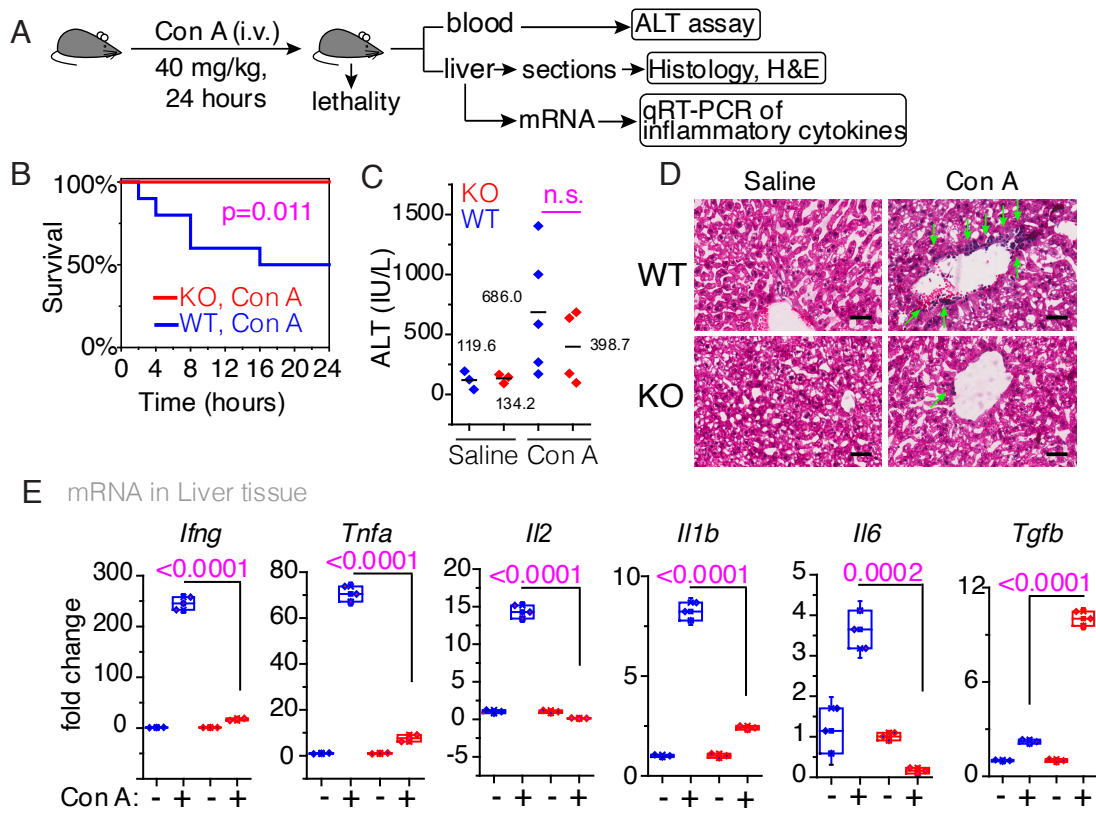 A
Con A (i.v.)
40 mg/kg,
24 hours
lethality
blood
ALT assay
liver
sections
Histology, H&E
mRNA
qRT-PCR of
inflammatory cytokines
B
100%
50%
0%
Survival
p=0.011
KO, Con A
WT, Con A
0 4 8 12 16 20 24
Time (hours)
C
KO
WT
n.s.
1500
1000
500
0
ALT (IU/L)
686.0
119.6
398.7
134.2
Saline Con A
D
Saline Con A
WT
KO
E mRNA in Liver tissue
fold change
Ifng
<0.0001
300
200
100
0
Tnfa
<0.0001
80
60
40
20
0
Il2
<0.0001
20
15
10
5
0
-5
Il1b
<0.0001
10
5
0
Il6
0.0002
5
4
3
2
1
0
Tgfb
<0.0001
12
6
0
Con A: - + - + - + - + - + - + - + - + - + - + - + - +